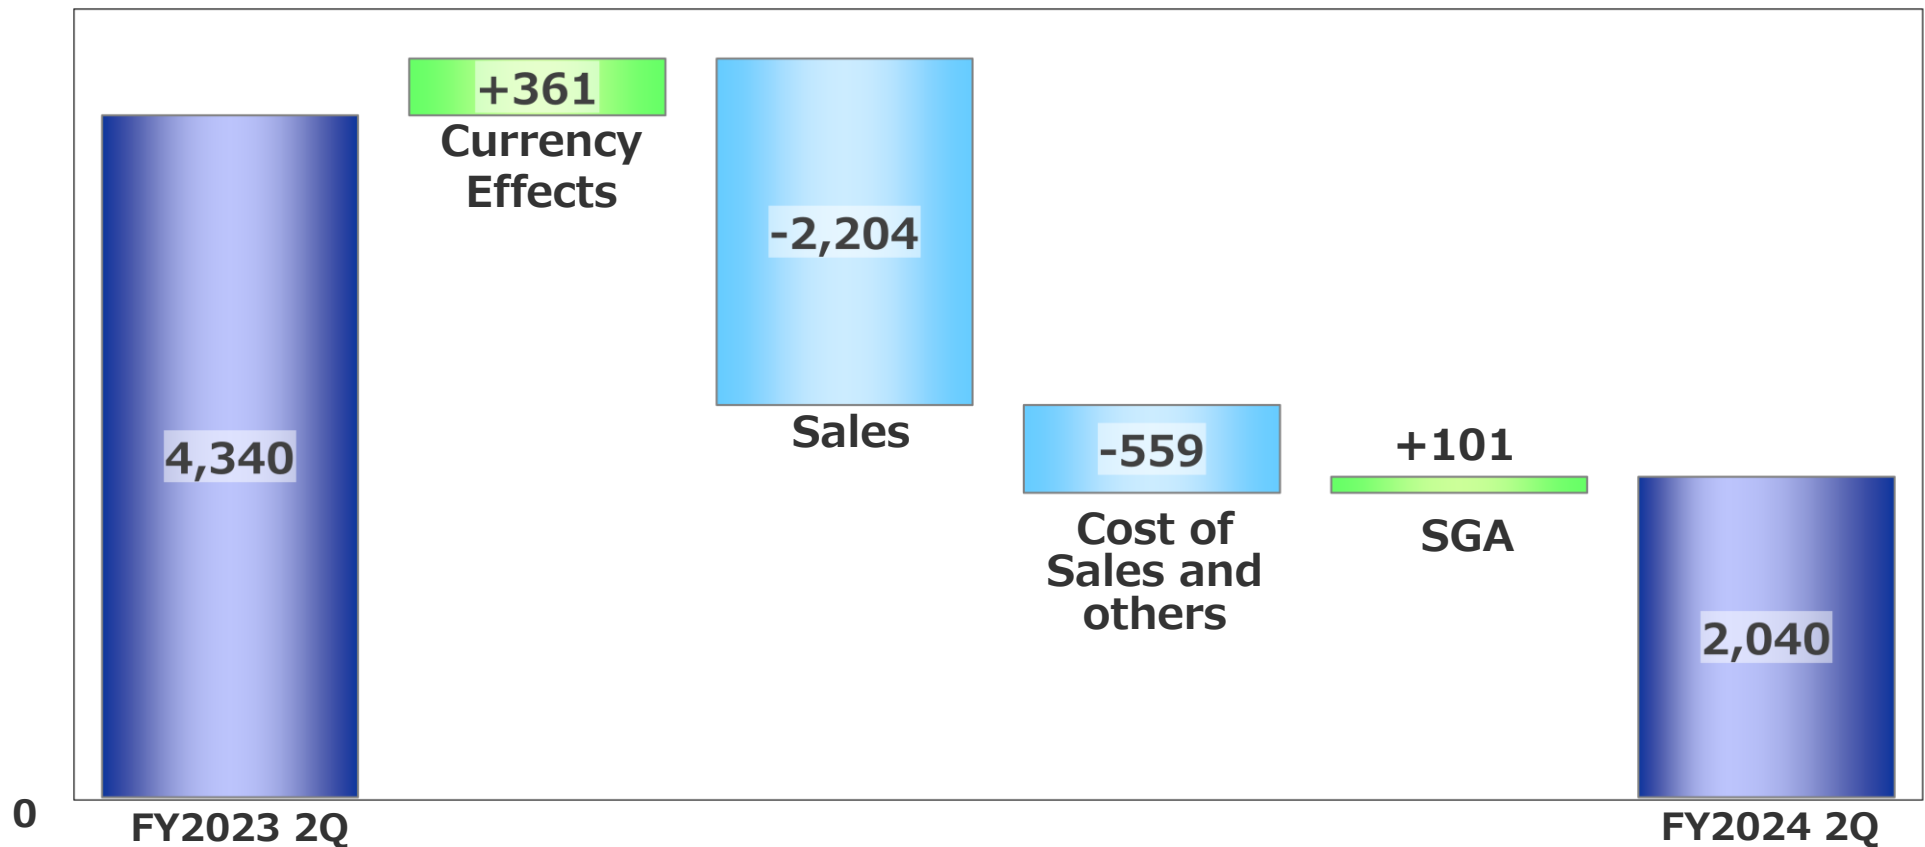 +361
Currency
Effects
-2,204
Sales
4,340
-559
Cost of
Sales and
others
+101
SGA
2,040
0
FY2023 2Q
FY2024 2Q